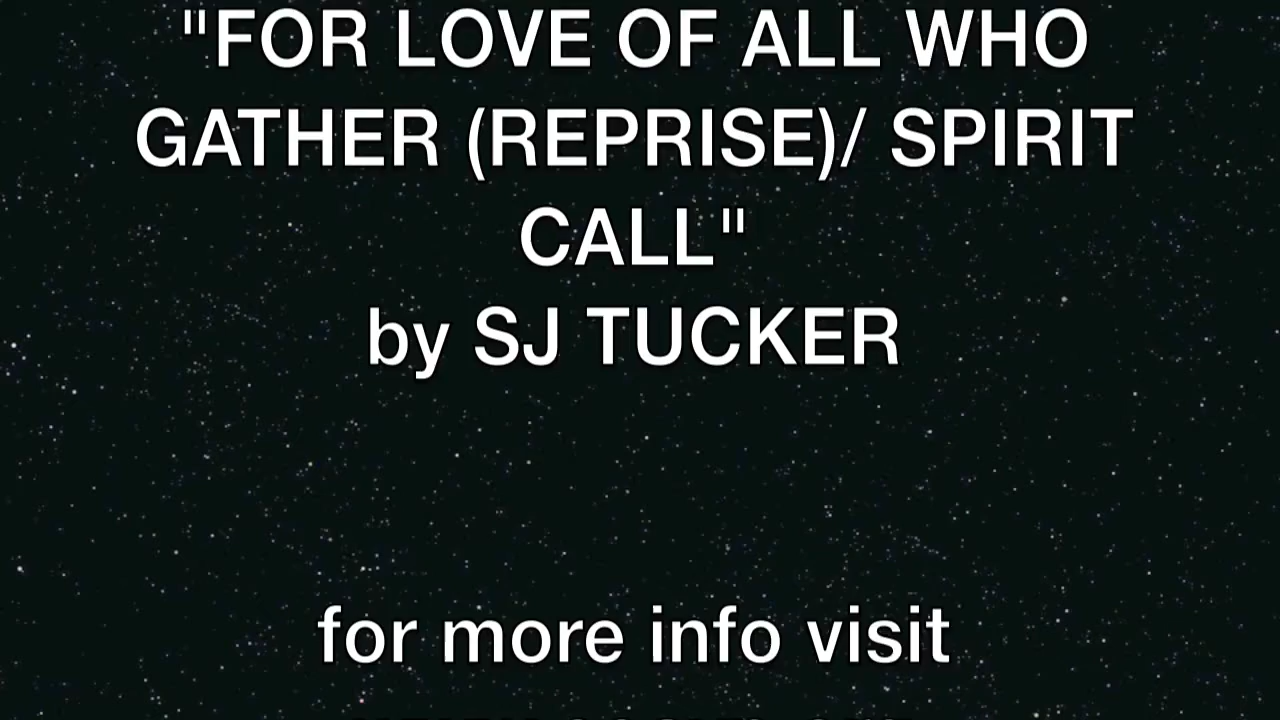 "FOR LOVE OF ALL WHO
GATHER (REPRISE)/ SPIRIT
CALL"
by SJ TUCKER
for more info visit